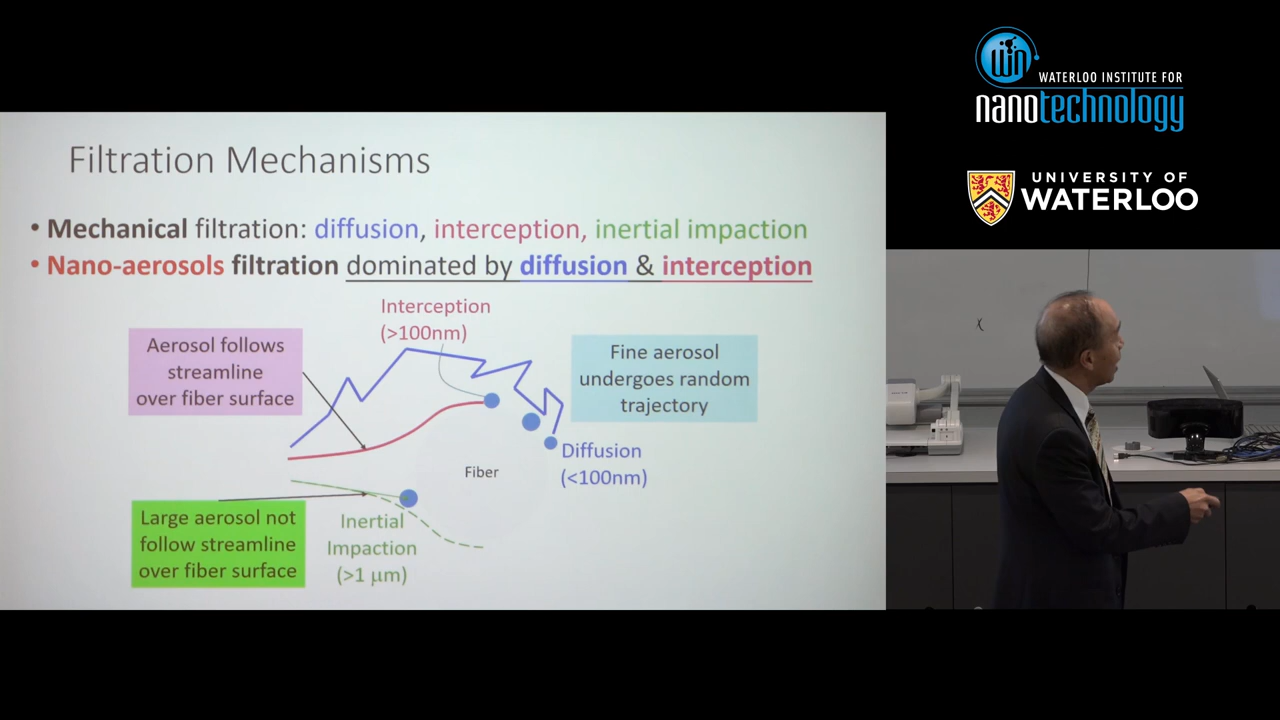 WIN
WATERLOO INSTITUTE FOR
nanotechnology
UNIVERSITY OF
WATERLOO
Filtration Mechanisms
• Mechanical filtration: diffusion, interception, inertial impaction
• Nano-aerosols filtration dominated by diffusion & interception
Interception
(>100nm)
Aerosol follows
streamline
over fiber surface
Fine aerosol
undergoes random
trajectory
Diffusion
(<100nm)
Fiber
Large aerosol not
follow streamline
over fiber surface
Inertial
Impaction
(>1 μm)